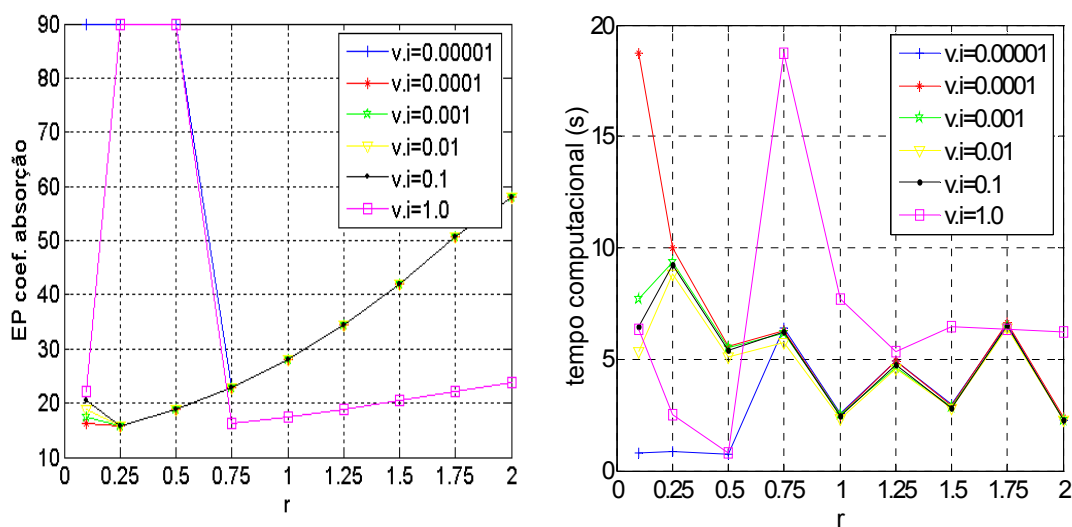 EP coef. absorção
90
80
70
60
50
40
30
20
10
0
0.25
0.5
0.75
1
1.25
1.5
1.75
2
r
v.i=0.00001
v.i=0.0001
v.i=0.001
v.i=0.01
v.i=0.1
v.i=1.0
tempo computacional (s)
20
15
10
5
0
0
0.25
0.5
0.75
1
1.25
1.5
1.75
2
r
v.i=0.00001
v.i=0.0001
v.i=0.001
v.i=0.01
v.i=0.1
v.i=1.0